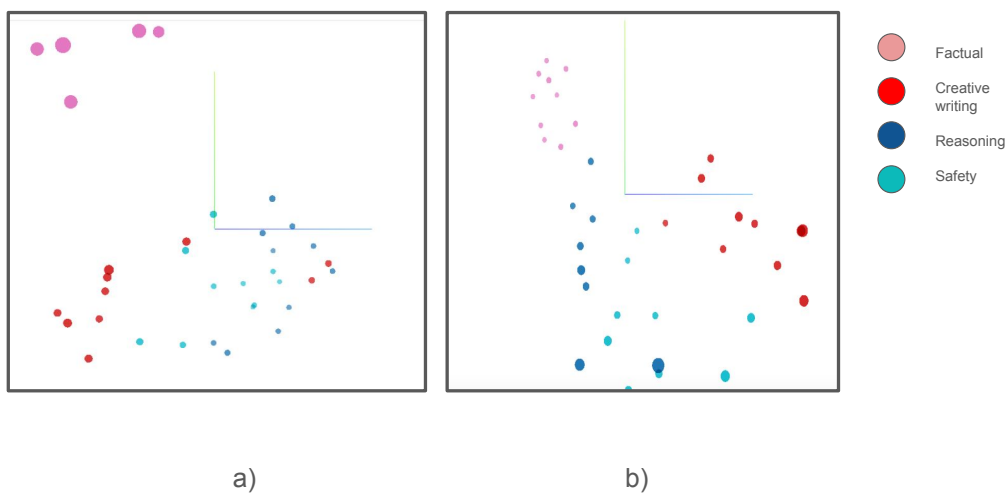 Factual
Creative
writing
Reasoning
Safety
a)
b)